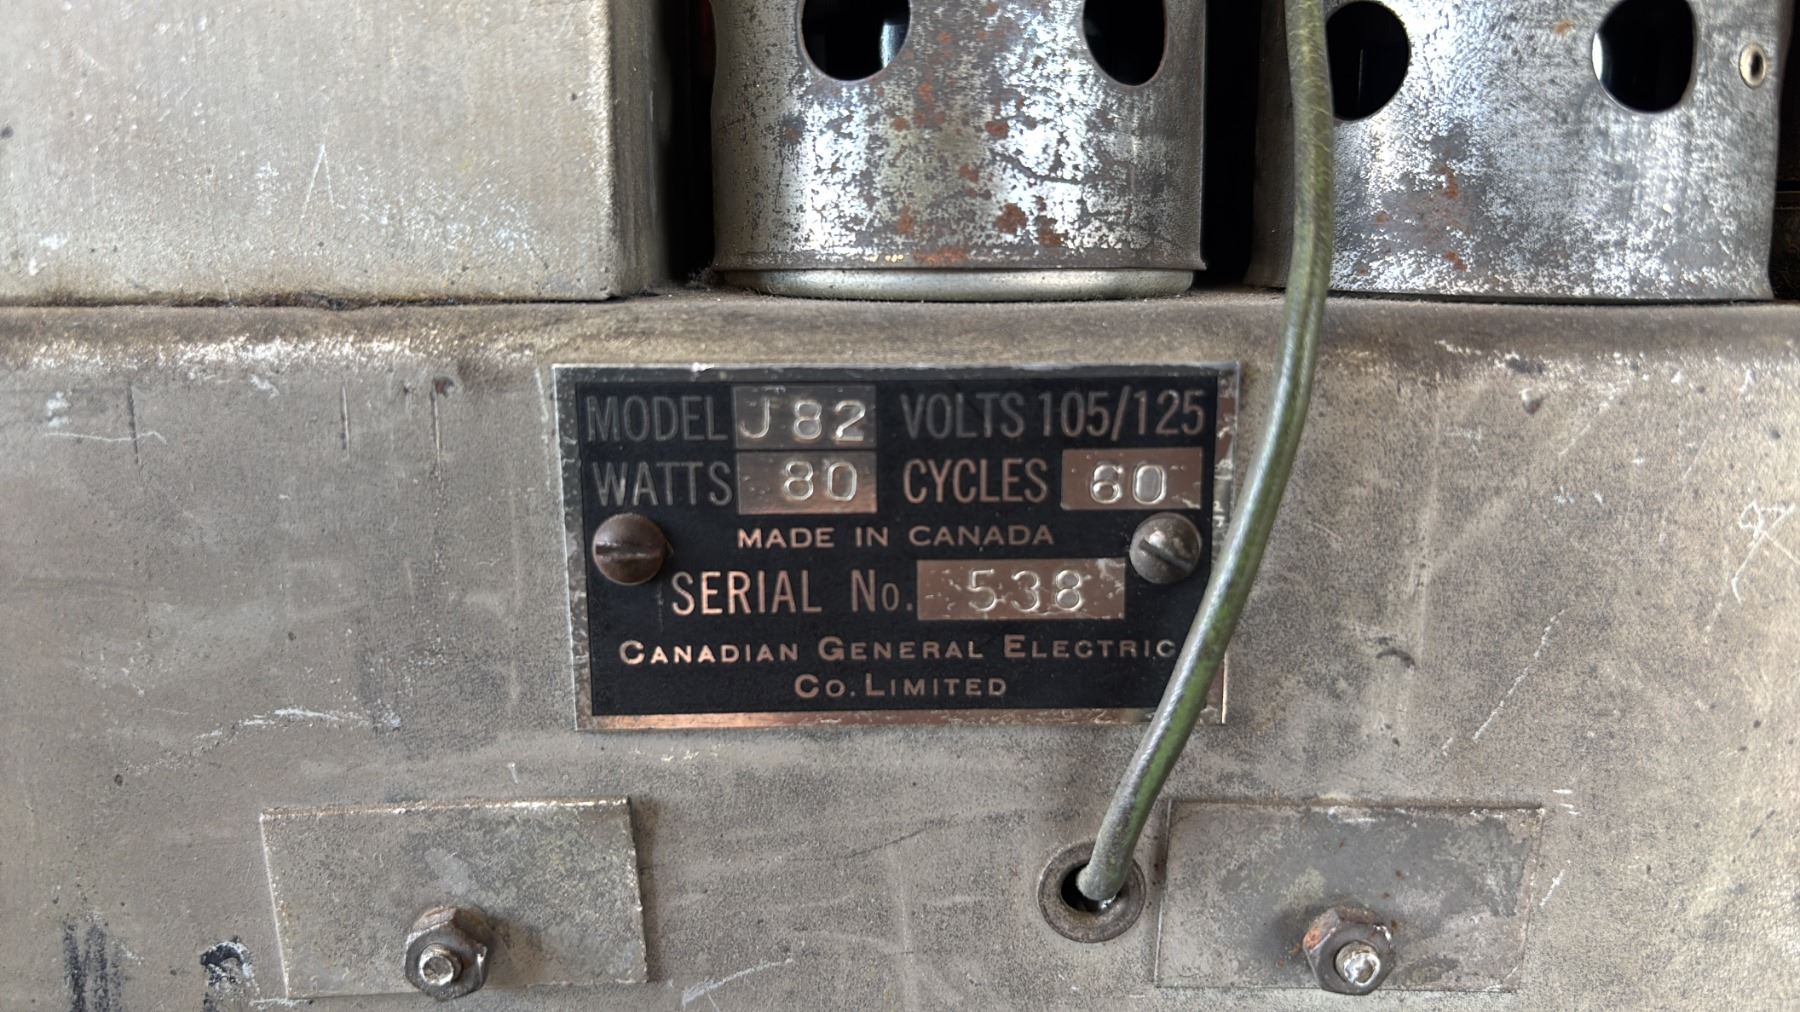 MODEL J 82 VOLTS 105/125
WATTS 80 CYCLES 60
MADE IN CANADA
SERIAL No. 538
CANADIAN GENERAL ELECTRIC
CO. LIMITED